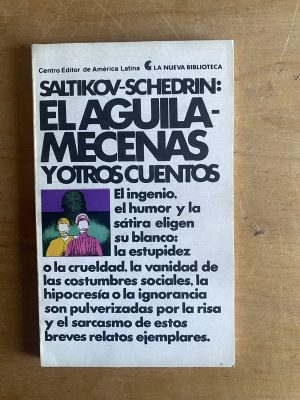 Centro Editor de América Latina LA NUEVA BIBLIOTECA
SALTIKOV-SCHEDRIN:
EL AGUILA-
MECENAS
Y OTROS CUENTOS
El ingenio,
el humor y la
sátira eligen
su blanco:
la estupidez
o la crueldad, la vanidad de
las costumbres sociales, la
hipocresía o la ignorancia
son pulverizadas por la risa
y el sarcasmo de estos
breves relatos ejemplares.